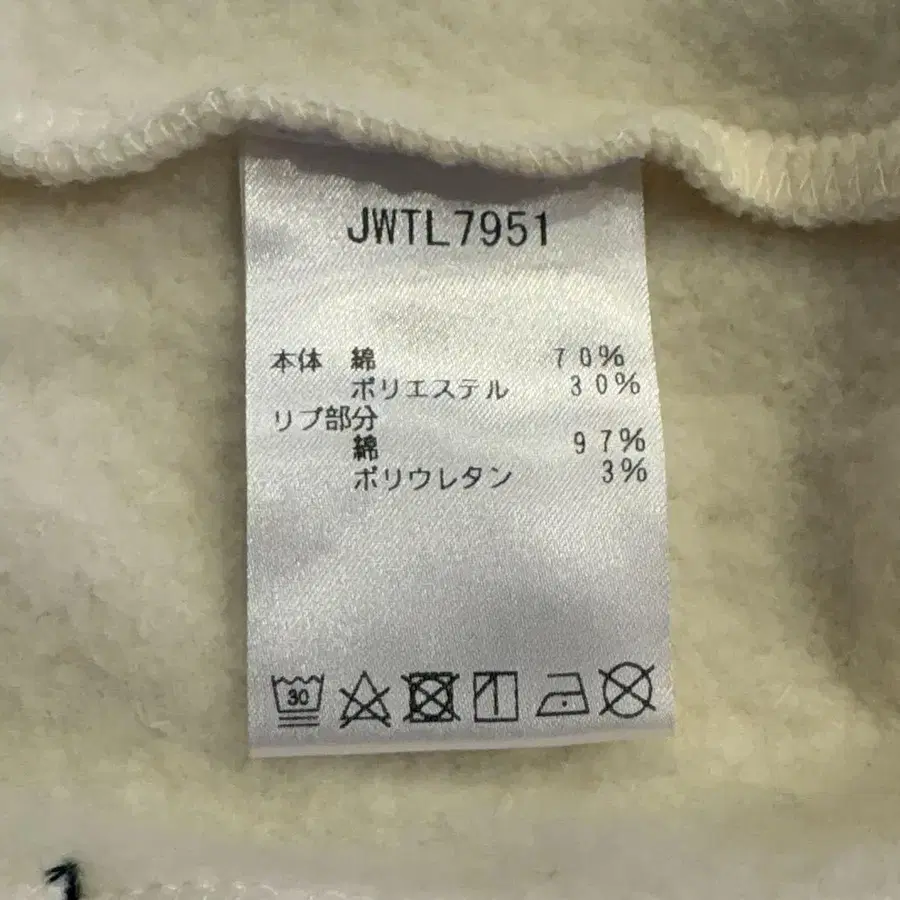 JWTL7951
本体 綿 70%
ポリエステル 30%
リブ部分
綿 97%
ポリウレタン 3%
30